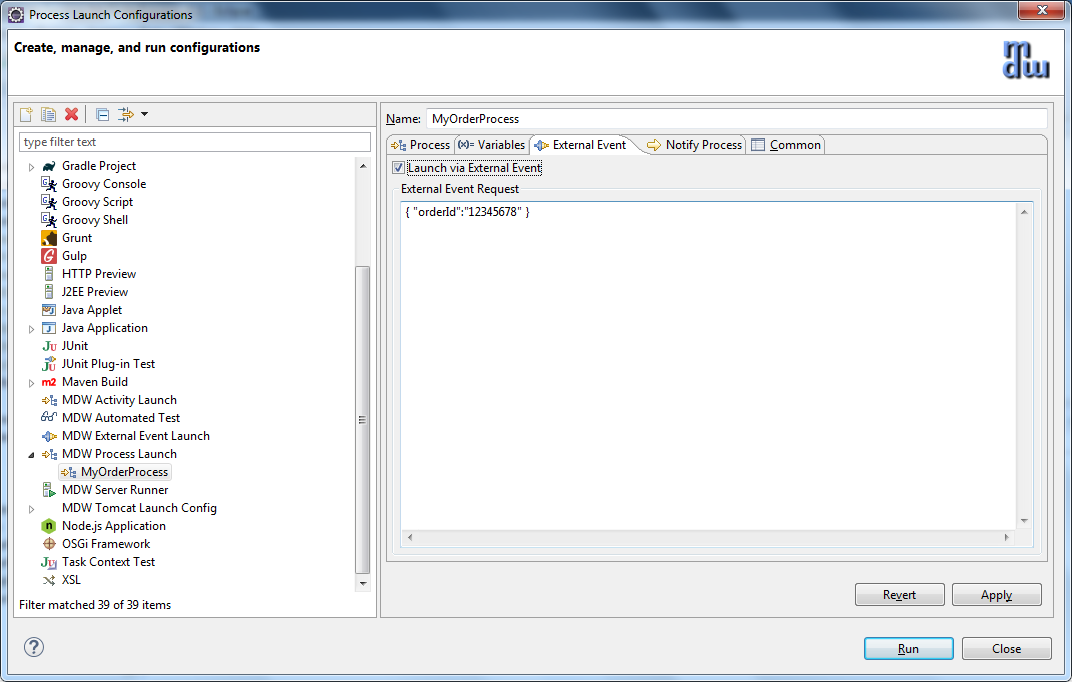 Process Launch Configurations
Create, manage, and run configurations
mdw
type filter text
Gradle Project
Groovy Console
Groovy Script
Groovy Shell
Grunt
Gulp
HTTP Preview
J2EE Preview
Java Applet
Java Application
JUnit
JUnit Plug-in Test
m2 Maven Build
MDW Activity Launch
MDW Automated Test
MDW External Event Launch
MDW Process Launch
MyOrderProcess
MDW Server Runner
MDW Tomcat Launch Config
Node.js Application
OSGi Framework
Task Context Test
XSL
Filter matched 39 of 39 items
Name: MyOrderProcess
Process (x)= Variables External Event Notify Process Common
Launch via External Event
External Event Request
{ "orderId":"12345678" }
Revert Apply
? Run Close